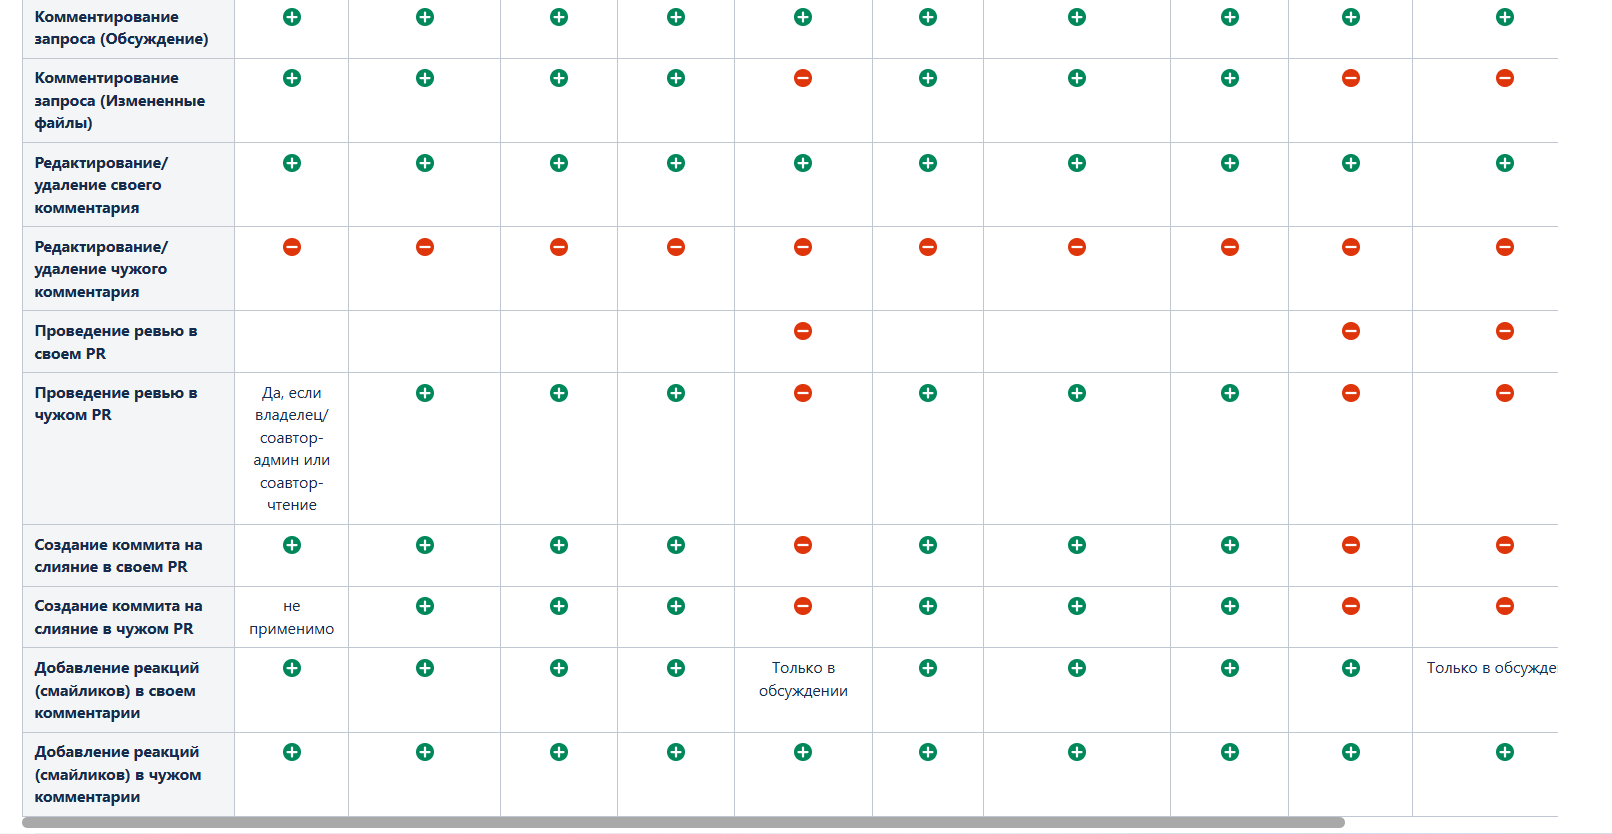 Комментирование
запроса (Обсуждение)
Комментирование
запроса (Измененные
файлы)
Редактирование/
удаление своего
комментария
Редактирование/
удаление чужого
комментария
Проведение ревью в
своем PR
Проведение ревью в
чужом PR
Да, если
владелец/
соавтор-
админ или
соавтор-
чтение
Создание коммита на
слияние в своем PR
Создание коммита на
слияние в чужом PR
не
применимо
Добавление реакций
(смайликов) в своем
комментарии
Только в
обсуждении
Только в
Добавление реакций
(смайликов) в чужом
комментарии